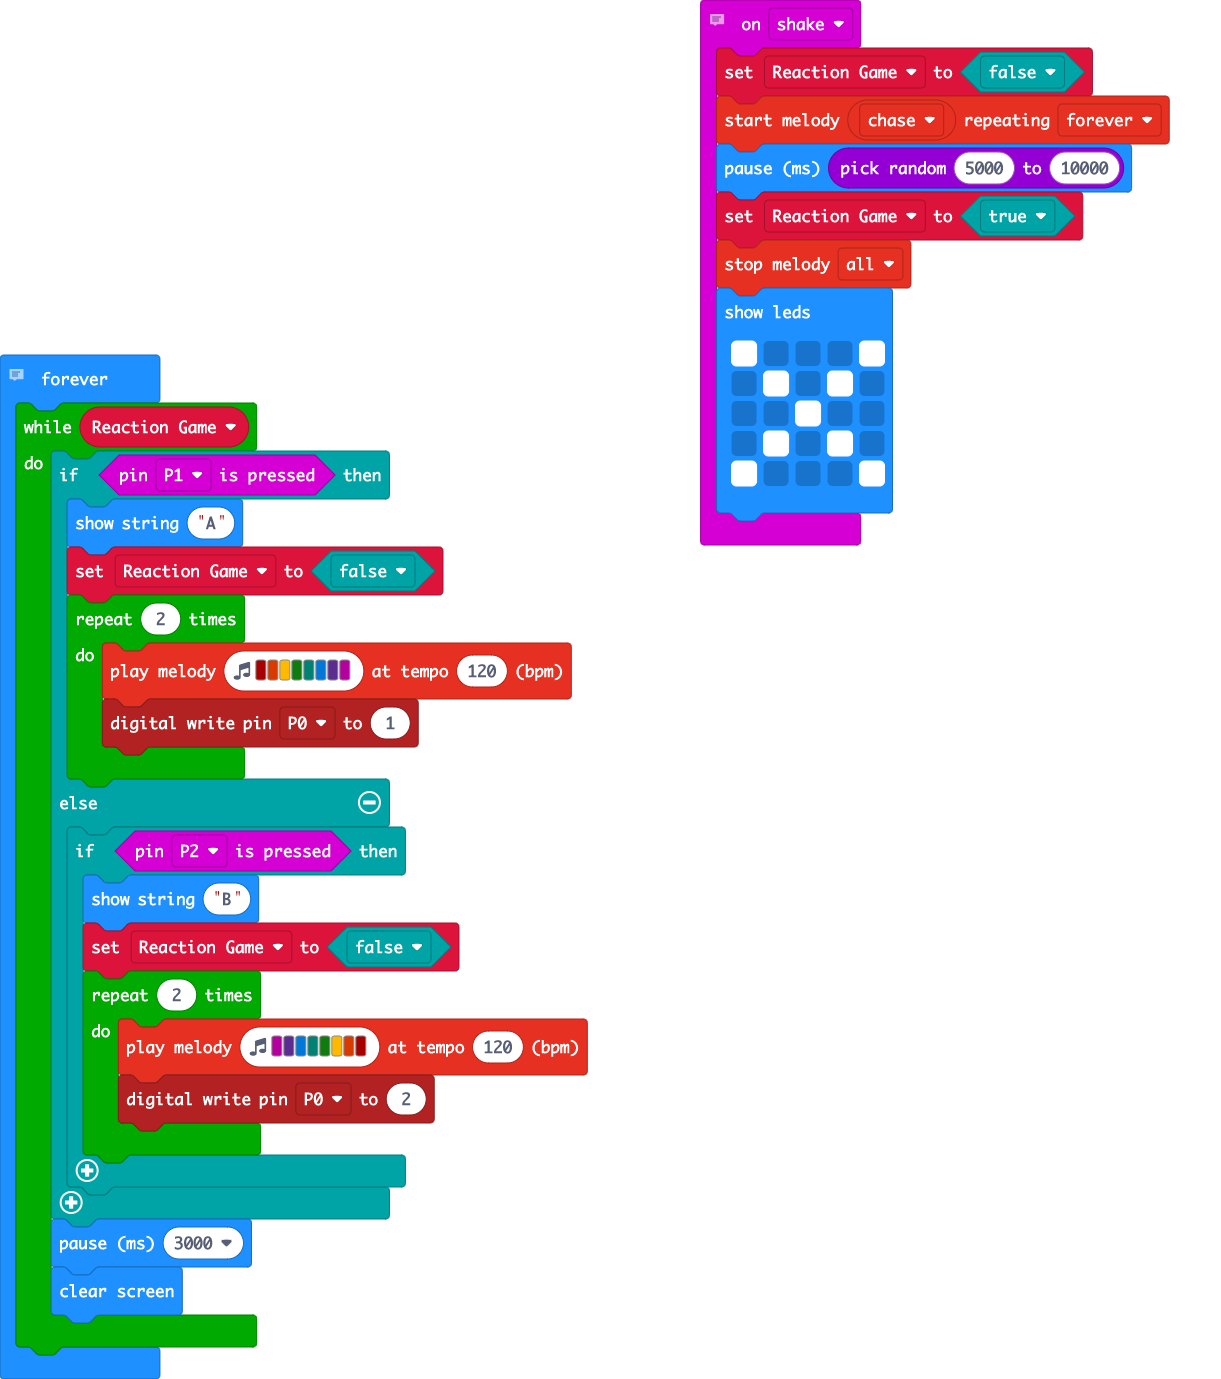 on shake
set Reaction Game to false
start melody chase repeating forever
pause (ms) pick random 5000 to 10000
set Reaction Game to true
stop melody all
show leds
forever
while Reaction Game
do if pin P1 is pressed then
show string "A"
set Reaction Game to false
repeat 2 times
do
play melody at tempo 120 (bpm)
digital write pin P0 to 1
else
if pin P2 is pressed then
show string "B"
set Reaction Game to false
repeat 2 times
do
play melody at tempo 120 (bpm)
digital write pin P0 to 2
pause (ms) 3000
clear screen